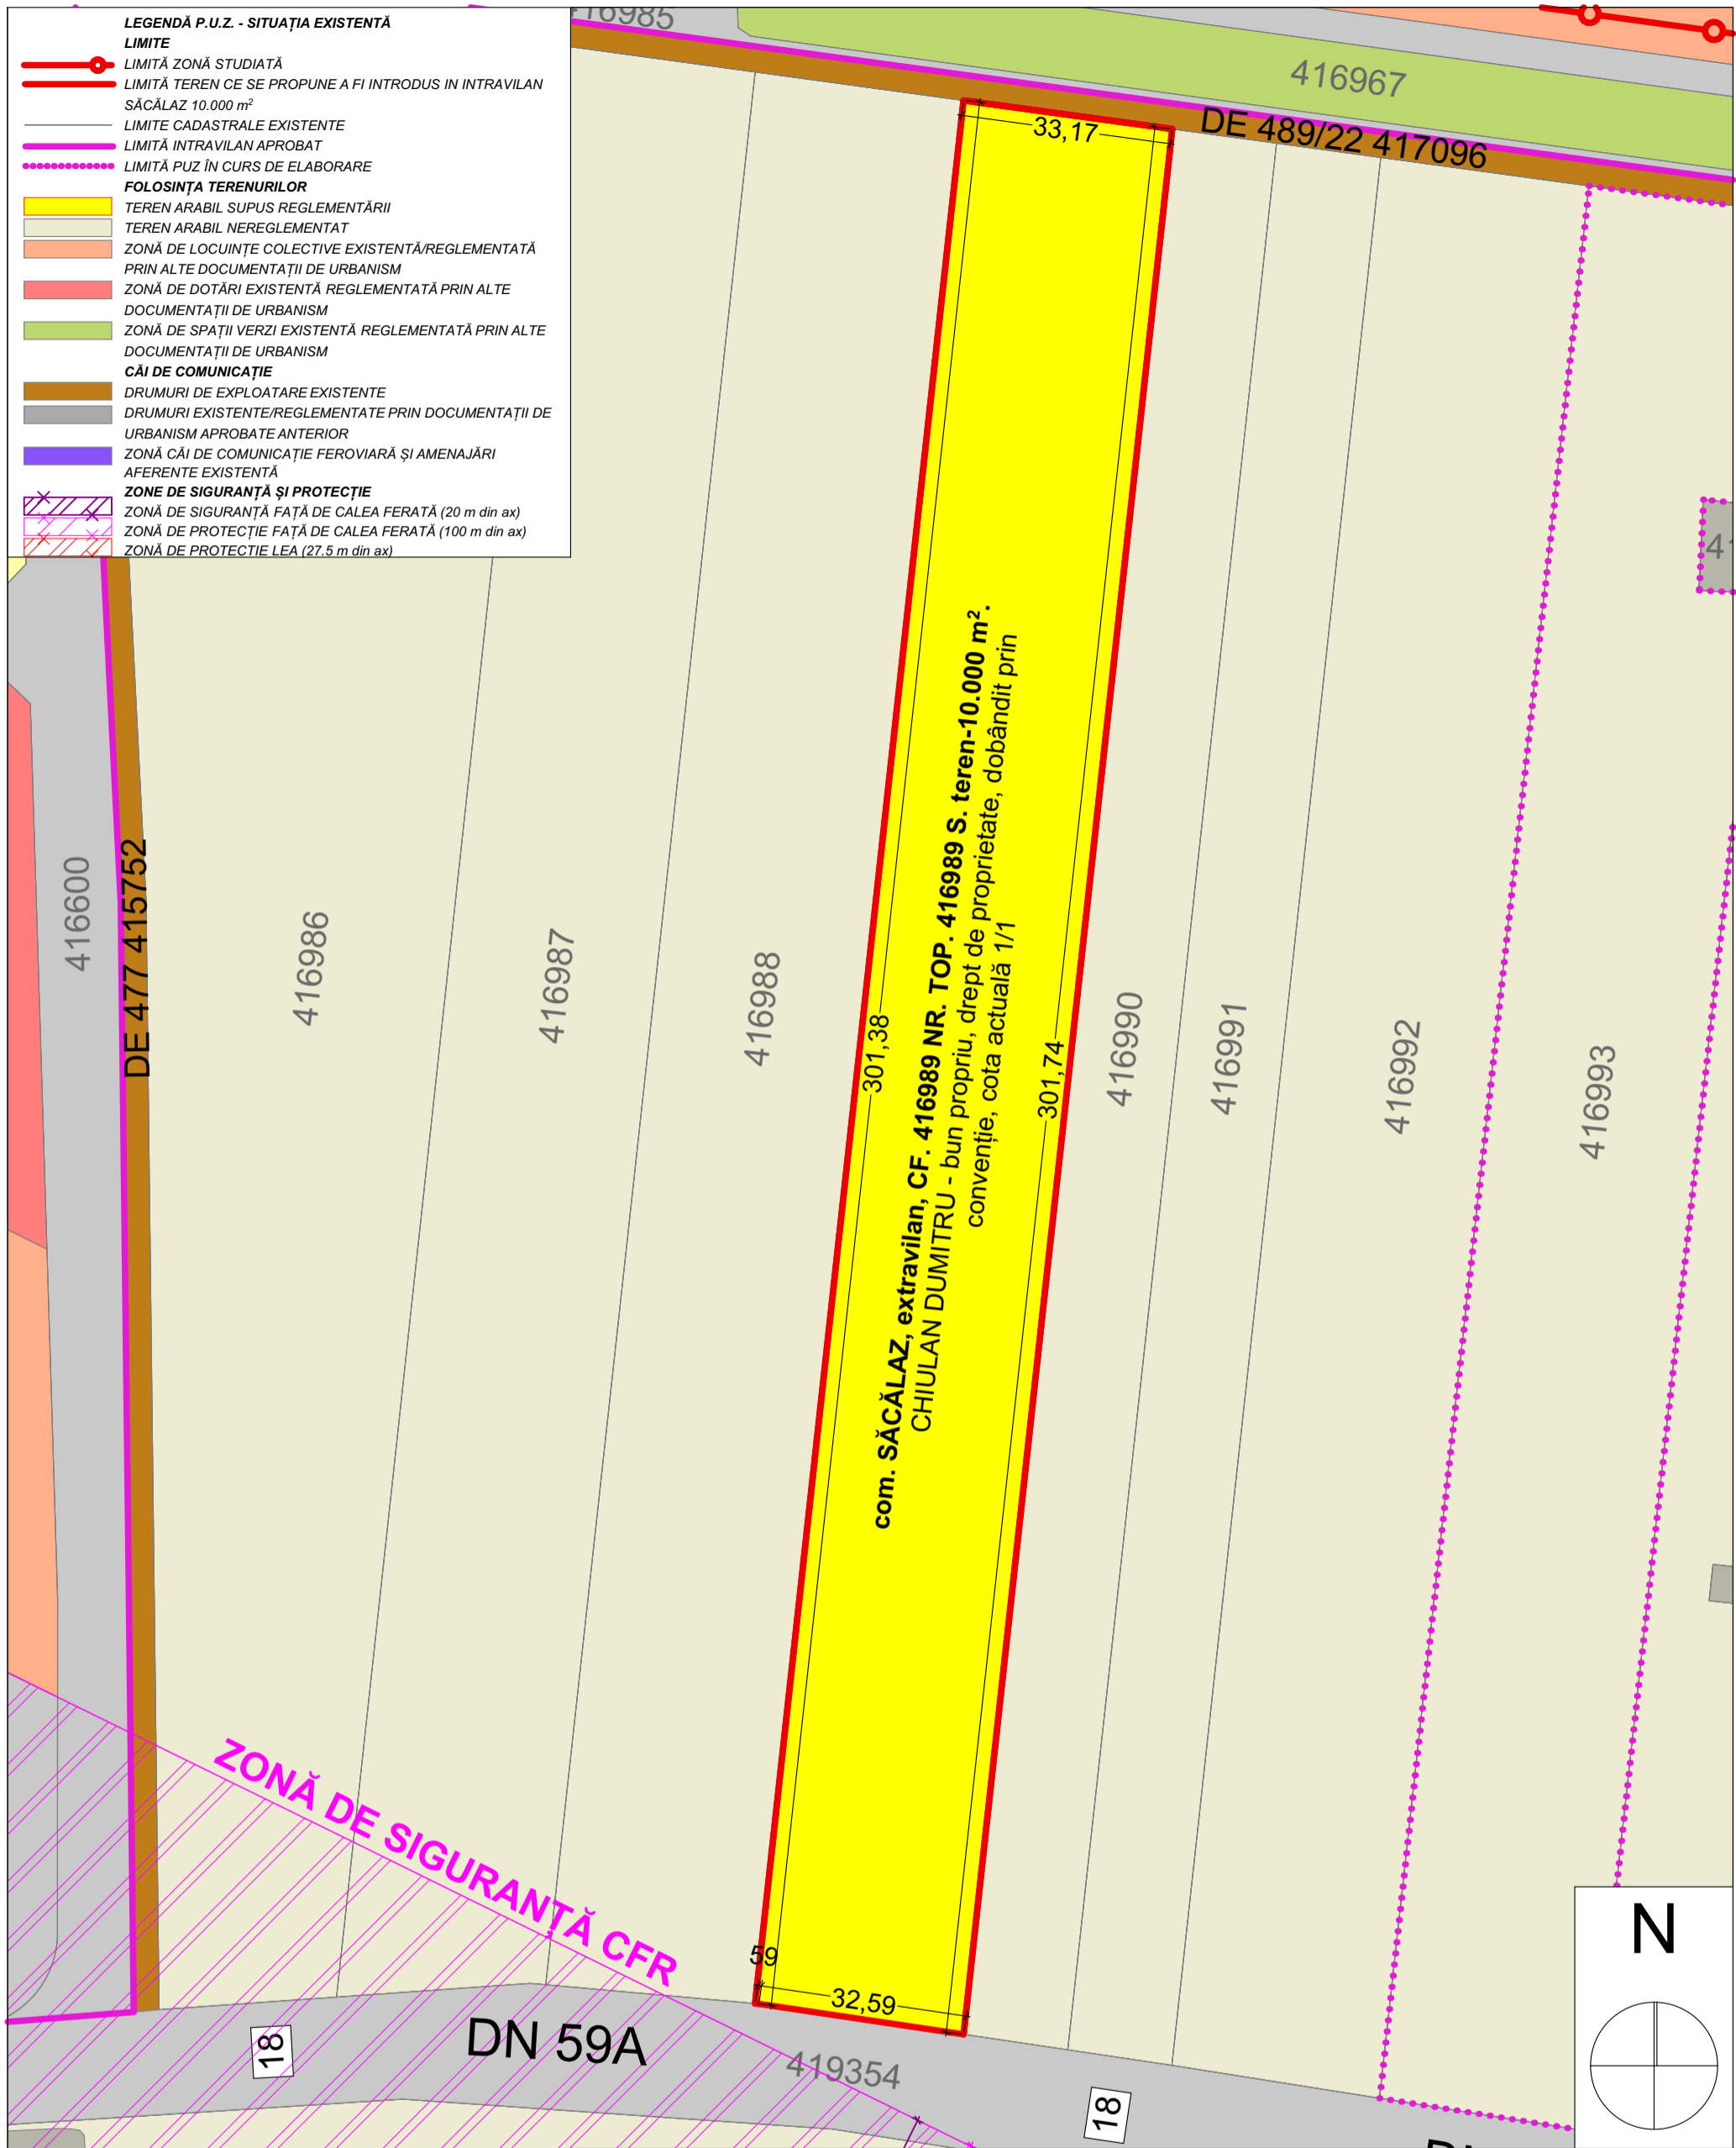 LEGENDĂ P.U.Z. - SITUAȚIA EXISTENTĂ
LIMITE
LIMITĂ ZONĂ STUDIATĂ
LIMITĂ TEREN CE SE PROPUNE A FI INTRODUS IN INTRAVILAN
SĂCĂLAZ 10.000 m²
LIMITE CADASTRALE EXISTENTE
LIMITĂ INTRAVILAN APROBAT
LIMITĂ PUZ ÎN CURS DE ELABORARE
FOLOSINȚA TERENURILOR
TEREN ARABIL SUPUS REGLEMENTĂRII
TEREN ARABIL NEREGLEMENTAT
ZONĂ DE LOCUINȚE COLECTIVE EXISTENTĂ/REGLEMENTATĂ
PRIN ALTE DOCUMENTAȚII DE URBANISM
ZONĂ DE DOTĂRI EXISTENTĂ REGLEMENTATĂ PRIN ALTE
DOCUMENTAȚII DE URBANISM
ZONĂ DE SPAȚII VERZI EXISTENTĂ REGLEMENTATĂ PRIN ALTE
DOCUMENTAȚII DE URBANISM
CĂI DE COMUNICAȚIE
DRUMURI DE EXPLOATARE EXISTENTE
DRUMURI EXISTENTE/REGLEMENTATE PRIN DOCUMENTAȚII DE
URBANISM APROBATE ANTERIOR
ZONĂ CĂI DE COMUNICAȚIE FEROVIARĂ ȘI AMENAJĂRI
AFERENTE EXISTENTĂ
ZONE DE SIGURANȚĂ ȘI PROTECȚIE
ZONĂ DE SIGURANȚĂ FAȚĂ DE CALEA FERATĂ (20 m din ax)
ZONĂ DE PROTECȚIE FAȚĂ DE CALEA FERATĂ (100 m din ax)
ZONĂ DE PROTECTIE LEA (27.5 m din ax)
416985
416967
DE 489/22 417096
33,17
416600
DE 477 415752
416986
416987
416988
301,38
com. SĂCĂLAZ, extravilan, CF. 416989 NR. TOP. 416989 S. teren-10.000 m².
CHIULAN DUMITRU - bun propriu, drept de proprietate, dobândit prin
convenție, cota actuală 1/1
301,74
416990
416991
416992
416993
41
ZONĂ DE SIGURANȚĂ CFR
59
32,59
DN 59A
419354
18
18
N